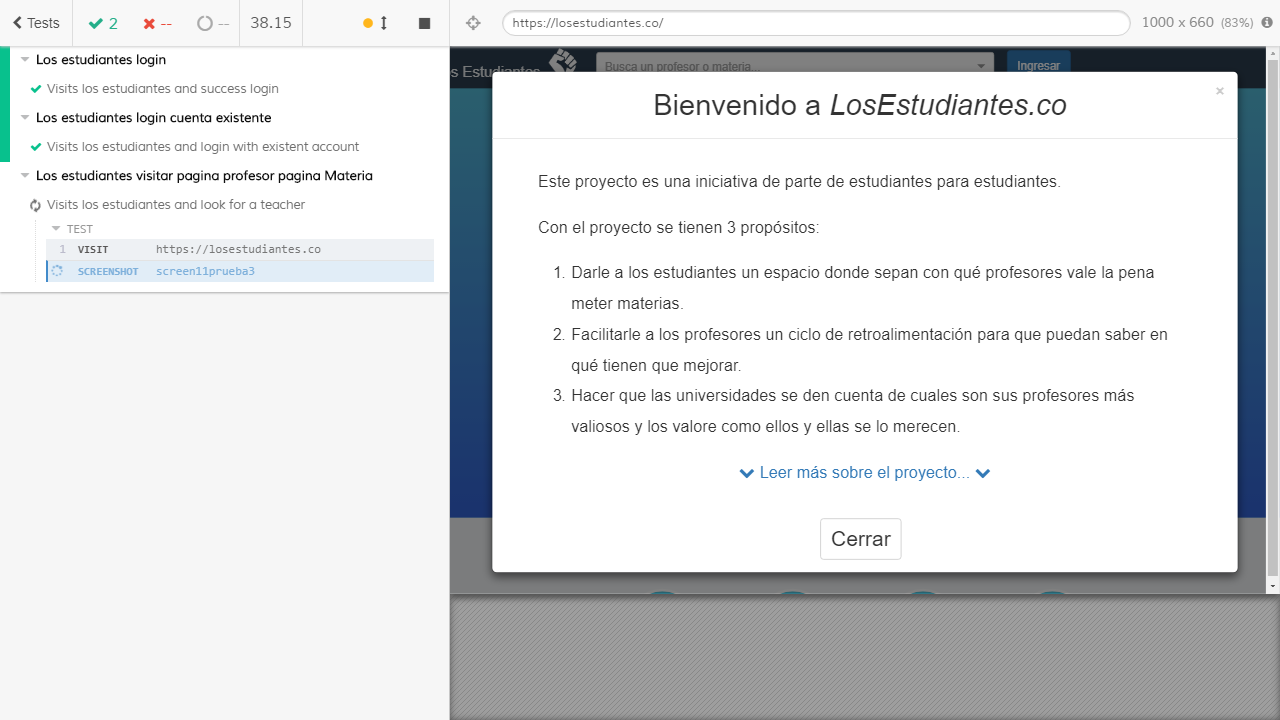 Tests
2
--
--
38.15
https://losestudiantes.co/
1000 x 660 (83%)
Los estudiantes login
Visits los estudiantes and success login
Los estudiantes login cuenta existente
Visits los estudiantes and login with existent account
Los estudiantes visitar pagina profesor pagina Materia
Visits los estudiantes and look for a teacher
TEST
1 VISIT https://losestudiantes.co
SCREENSHOT screen11prueba3
s Estudiantes
Busca un profesor o materia...
Ingresar
Bienvenido a LosEstudiantes.co
×
Este proyecto es una iniciativa de parte de estudiantes para estudiantes.
Con el proyecto se tienen 3 propósitos:
1. Darle a los estudiantes un espacio donde sepan con qué profesores vale la pena
meter materias.
2. Facilitarle a los profesores un ciclo de retroalimentación para que puedan saber en
qué tienen que mejorar.
3. Hacer que las universidades se den cuenta de cuales son sus profesores más
valiosos y los valore como ellos y ellas se lo merecen.
Leer más sobre el proyecto...
Cerrar